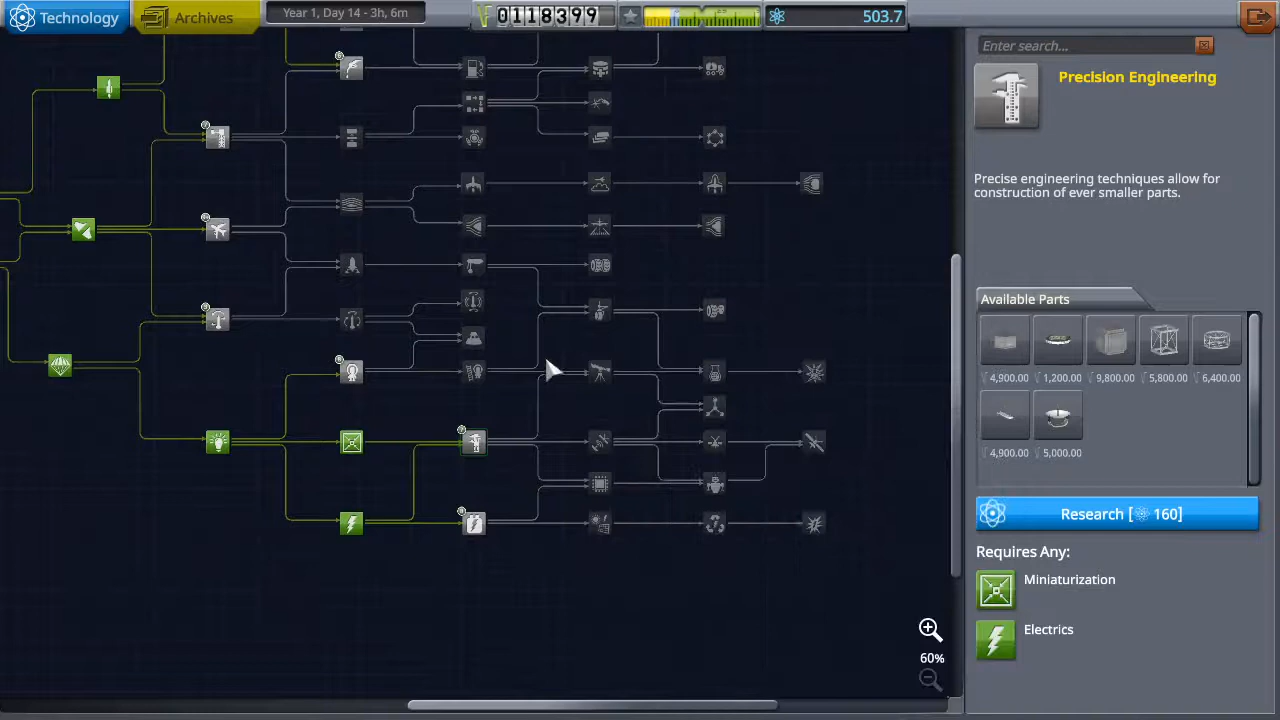 Technology
Archives
Year 1, Day 14 - 3h, 6m
0118399
503.7
Enter search...
Precision Engineering
Precise engineering techniques allow for
construction of ever smaller parts.
Available Parts
4,900.00 1,200.00 9,800.00 5,800.00 6,400.00
4,900.00 5,000.00
Research [ 160]
Requires Any:
Miniaturization
Electrics
60%